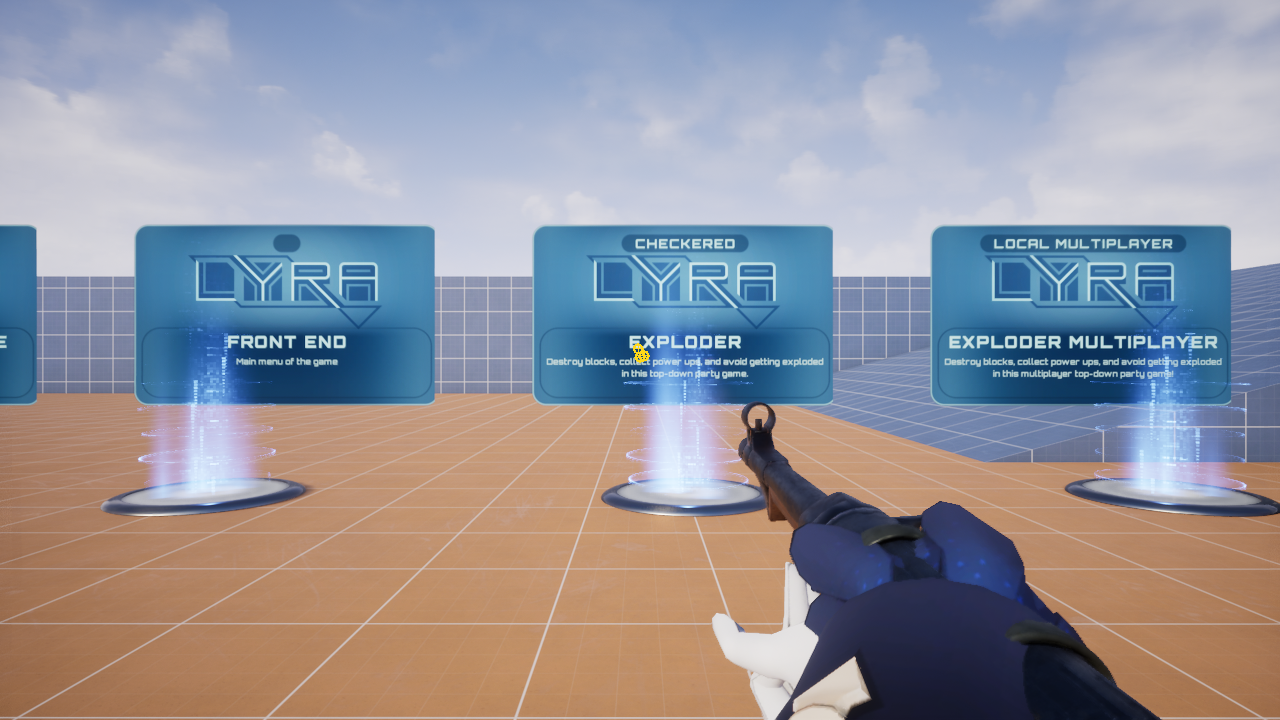 E
LYRA
FRONT END
Main menu of the game
CHECKERED
LYRA
EXPLODER
Destroy blocks, collect power ups, and avoid getting exploded
in this top-down party game.
LOCAL MULTIPLAYER
LYRA
EXPLODER MULTIPLAYER
Destroy blocks, collect power ups, and avoid getting exploded
in this multiplayer top-down party game!